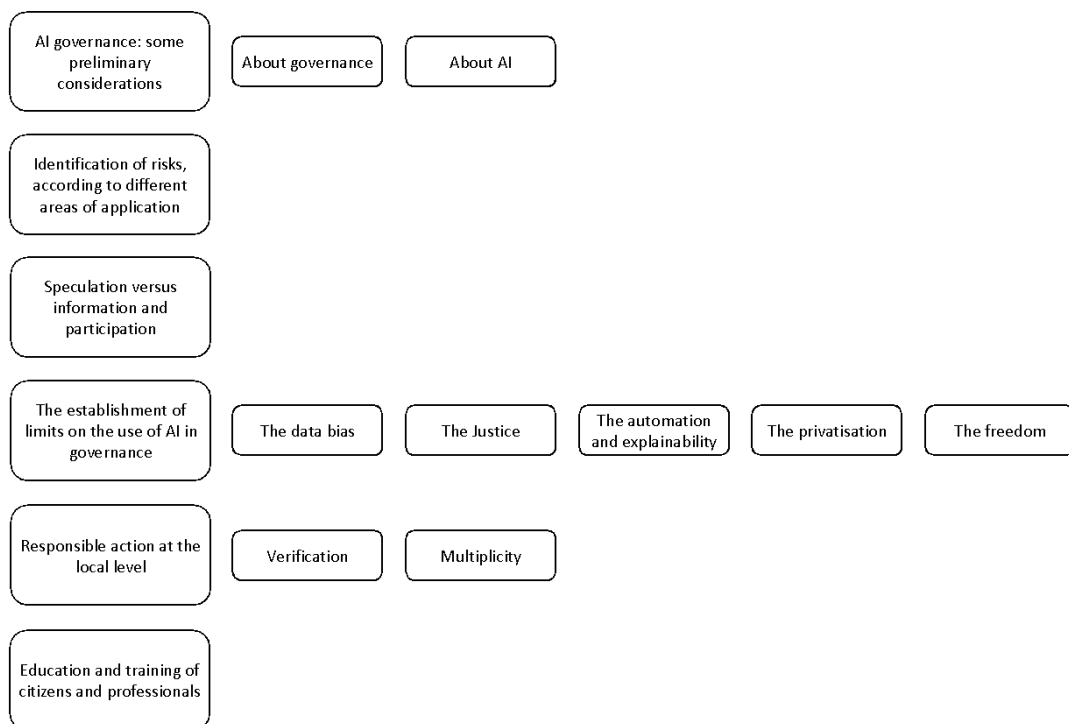 AI governance: some
preliminary
considerations
About governance
About AI
Identification of risks,
according to different
areas of application
Speculation versus
information and
participation
The establishment of
limits on the use of AI in
governance
The data bias
The Justice
The automation
and explainability
The privatisation
The freedom
Responsible action at the
local level
Verification
Multiplicity
Education and training of
citizens and professionals